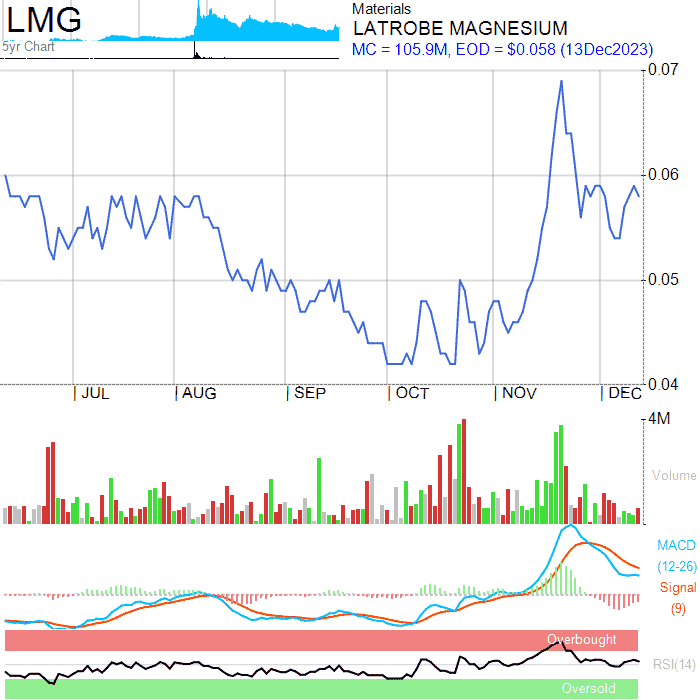 LMG
5yr Chart
Materials
LATROBE MAGNESIUM
MC = 105.9M, EOD = $0.058 (13Dec2023)
0.07
0.06
0.05
0.04
JUL AUG SEP OCT NOV DEC
4M
Volume
MACD
(12-26)
Signal
(9)
Overbought
RSI(14)
Oversold